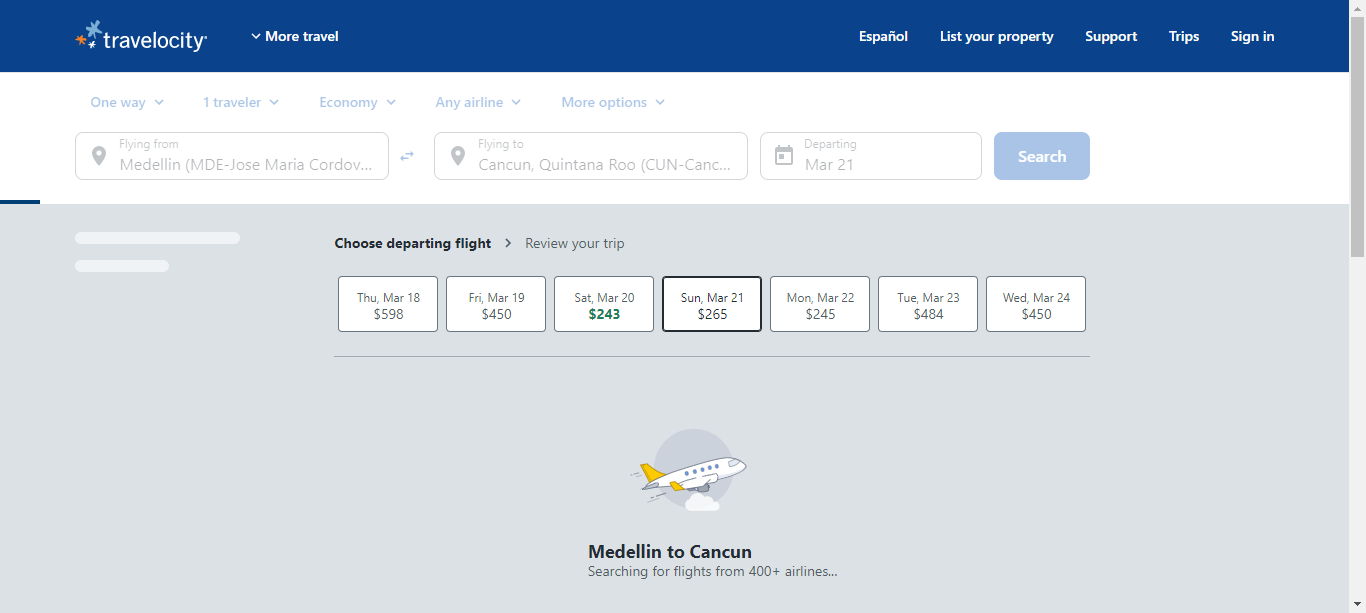 travelocity
More travel
Español
List your property
Support
Trips
Sign in
One way
1 traveler
Economy
Any airline
More options
Flying from
Medellin (MDE-Jose Maria Cordov...
Flying to
Cancun, Quintana Roo (CUN-Canc...
Departing
Mar 21
Search
Choose departing flight
Review your trip
Thu, Mar 18
$598
Fri, Mar 19
$450
Sat, Mar 20
$243
Sun, Mar 21
$265
Mon, Mar 22
$245
Tue, Mar 23
$484
Wed, Mar 24
$450
Medellin to Cancun
Searching for flights from 400+ airlines...